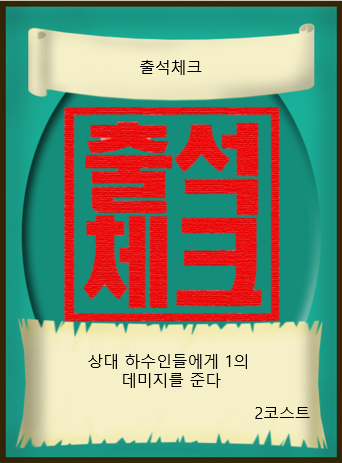 출석체크
출석
체크
상대 하수인들에게 1의
데미지를 준다
2코스트